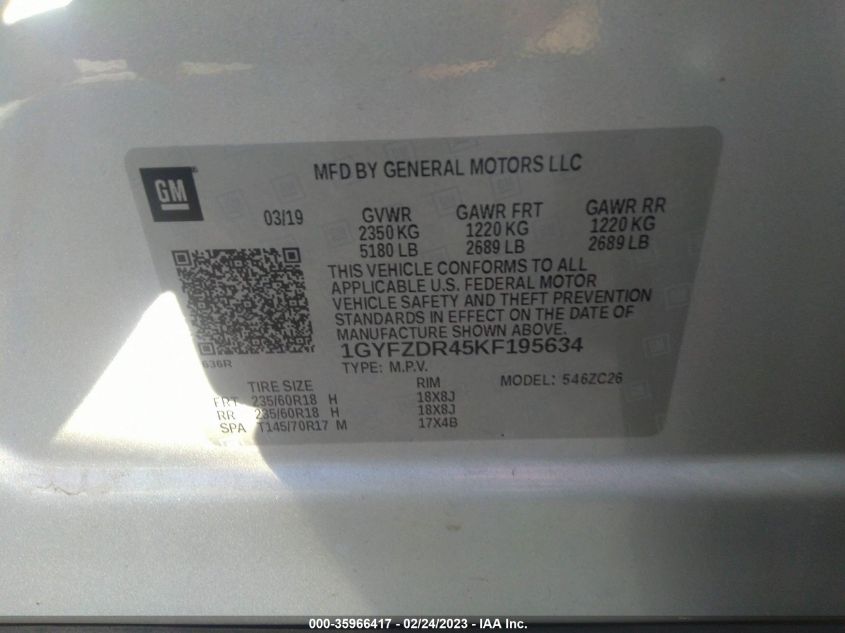 MFD BY GENERAL MOTORS LLC
GM
03/19
GVWR
2350 KG
5180 LB
GAWR FRT
1220 KG
2689 LB
GAWR RR
1220 KG
2689 LB
THIS VEHICLE CONFORMS TO ALL
APPLICABLE U.S. FEDERAL MOTOR
VEHICLE SAFETY AND THEFT PREVENTION
STANDARDS IN EFFECT ON THE DATE OF
MANUFACTURE SHOWN ABOVE.
1GYFZDR45KF195634
636R
TYPE: M.P.V.
MODEL: 546ZC26
TIRE SIZE RIM
FRT 235/60R18 H 18X8J
RR 235/60R18 H 18X8J
SPA T145/70R17 M 17X4B
000-35966417 - 02/24/2023 - IAA Inc.